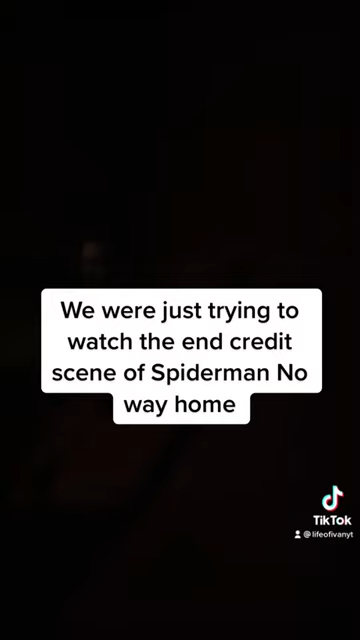 We were just trying to
watch the end credit
scene of Spiderman No
way home
TikTok
@lifeofivanyt